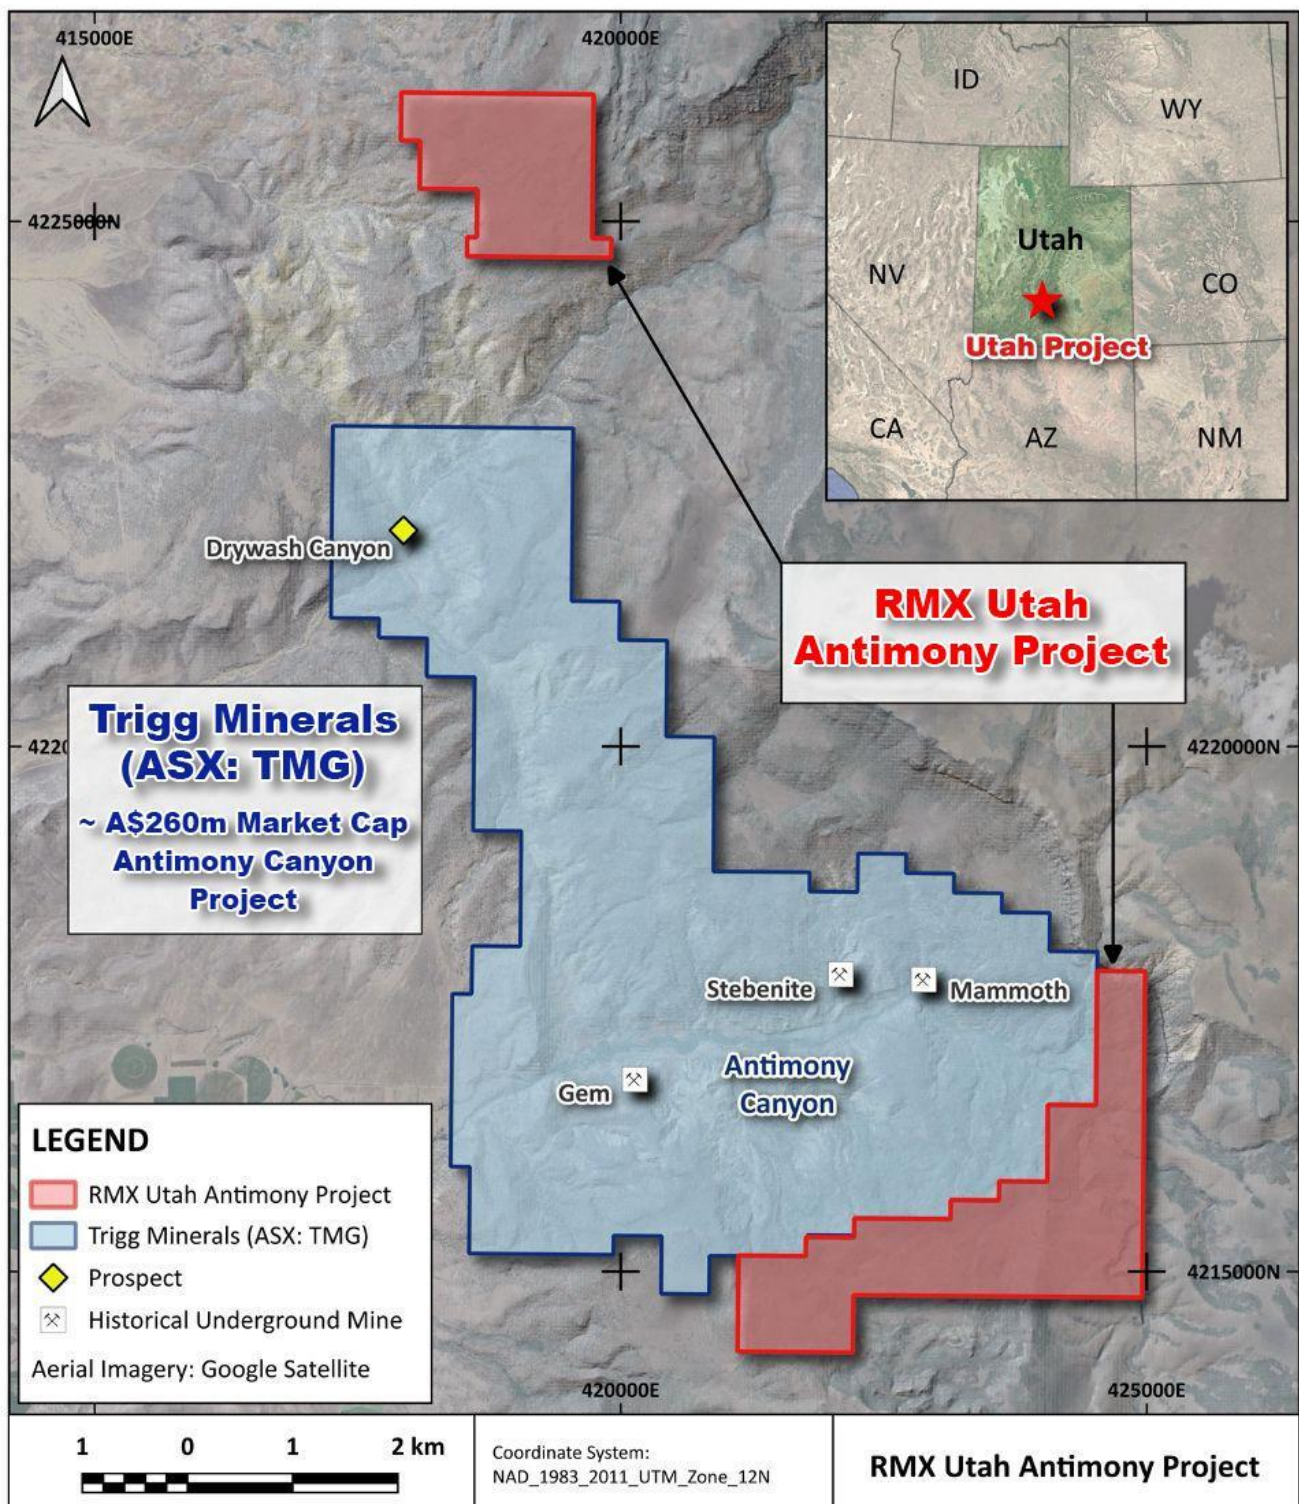 415000E
420000E
ID
WY
Utah
NV
CO
Utah Project
CA
AZ
NM
4225000N
Drywash Canyon
RMX Utah
Antimony Project
Trigg Minerals
(ASX: TMG)
~ A$260m Market Cap
Antimony Canyon
Project
4220
4220000N
Stebenite
Mammoth
Gem
Antimony
Canyon
LEGEND
RMX Utah Antimony Project
Trigg Minerals (ASX: TMG)
Prospect
Historical Underground Mine
Aerial Imagery: Google Satellite
4215000N
420000E
425000E
1 0 1 2 km
Coordinate System:
NAD_1983_2011_UTM_Zone_12N
RMX Utah Antimony Project